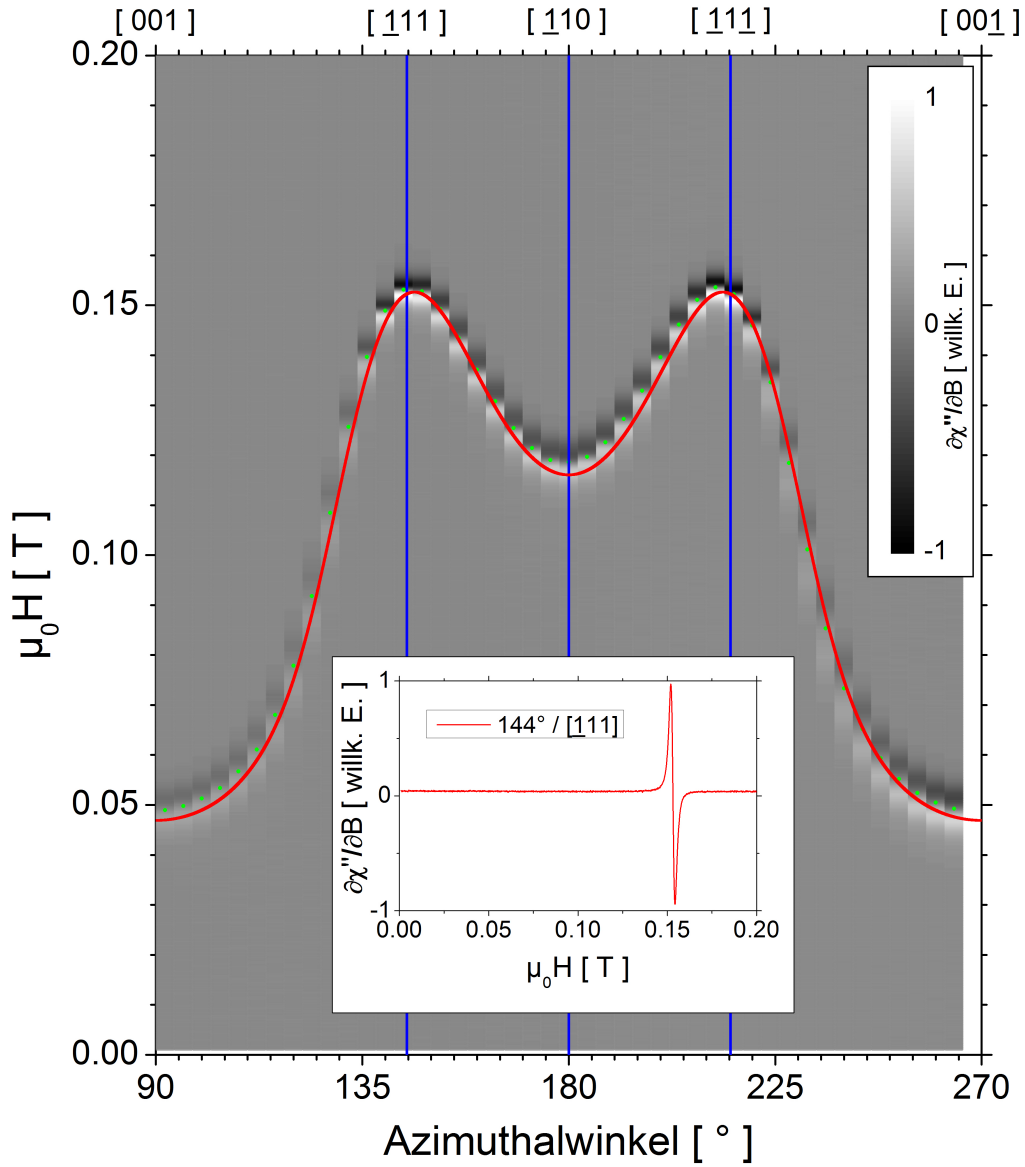 [ 001 ] [ 1̲11 ] [ 1̲10 ] [ 1̲11̲ ] [ 001̲ ]
0.20
0.15
0.10
0.05
0.00
µ₀H [ T ]
90 135 180 225 270
Azimuthalwinkel [ ° ]
1
0
-1
∂χ"/∂B [ willk. E. ]
1
0
-1
∂χ"/∂B [ willk. E. ]
144° / [1̲11]
0.00 0.05 0.10 0.15 0.20
µ₀H [ T ]